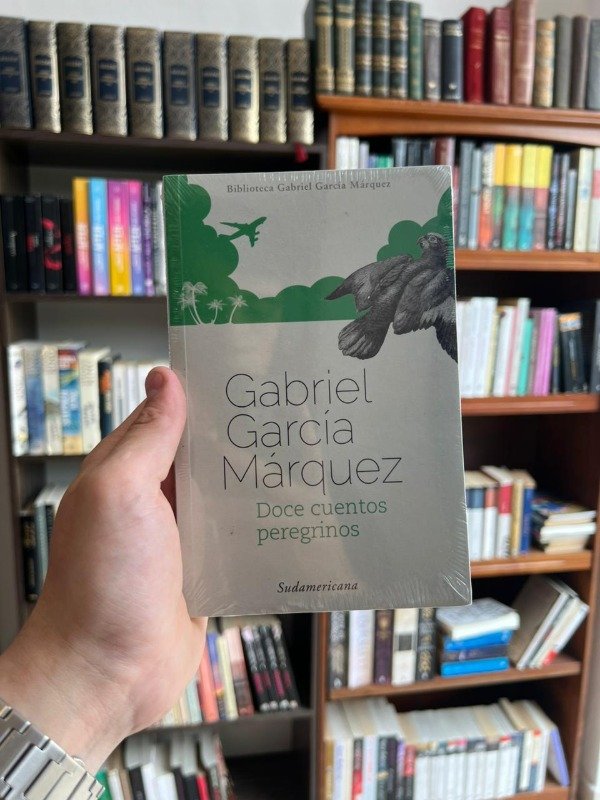 Biblioteca Gabriel García Márquez
Gabriel
García
Márquez
Doce cuentos
peregrinos
Sudamericana